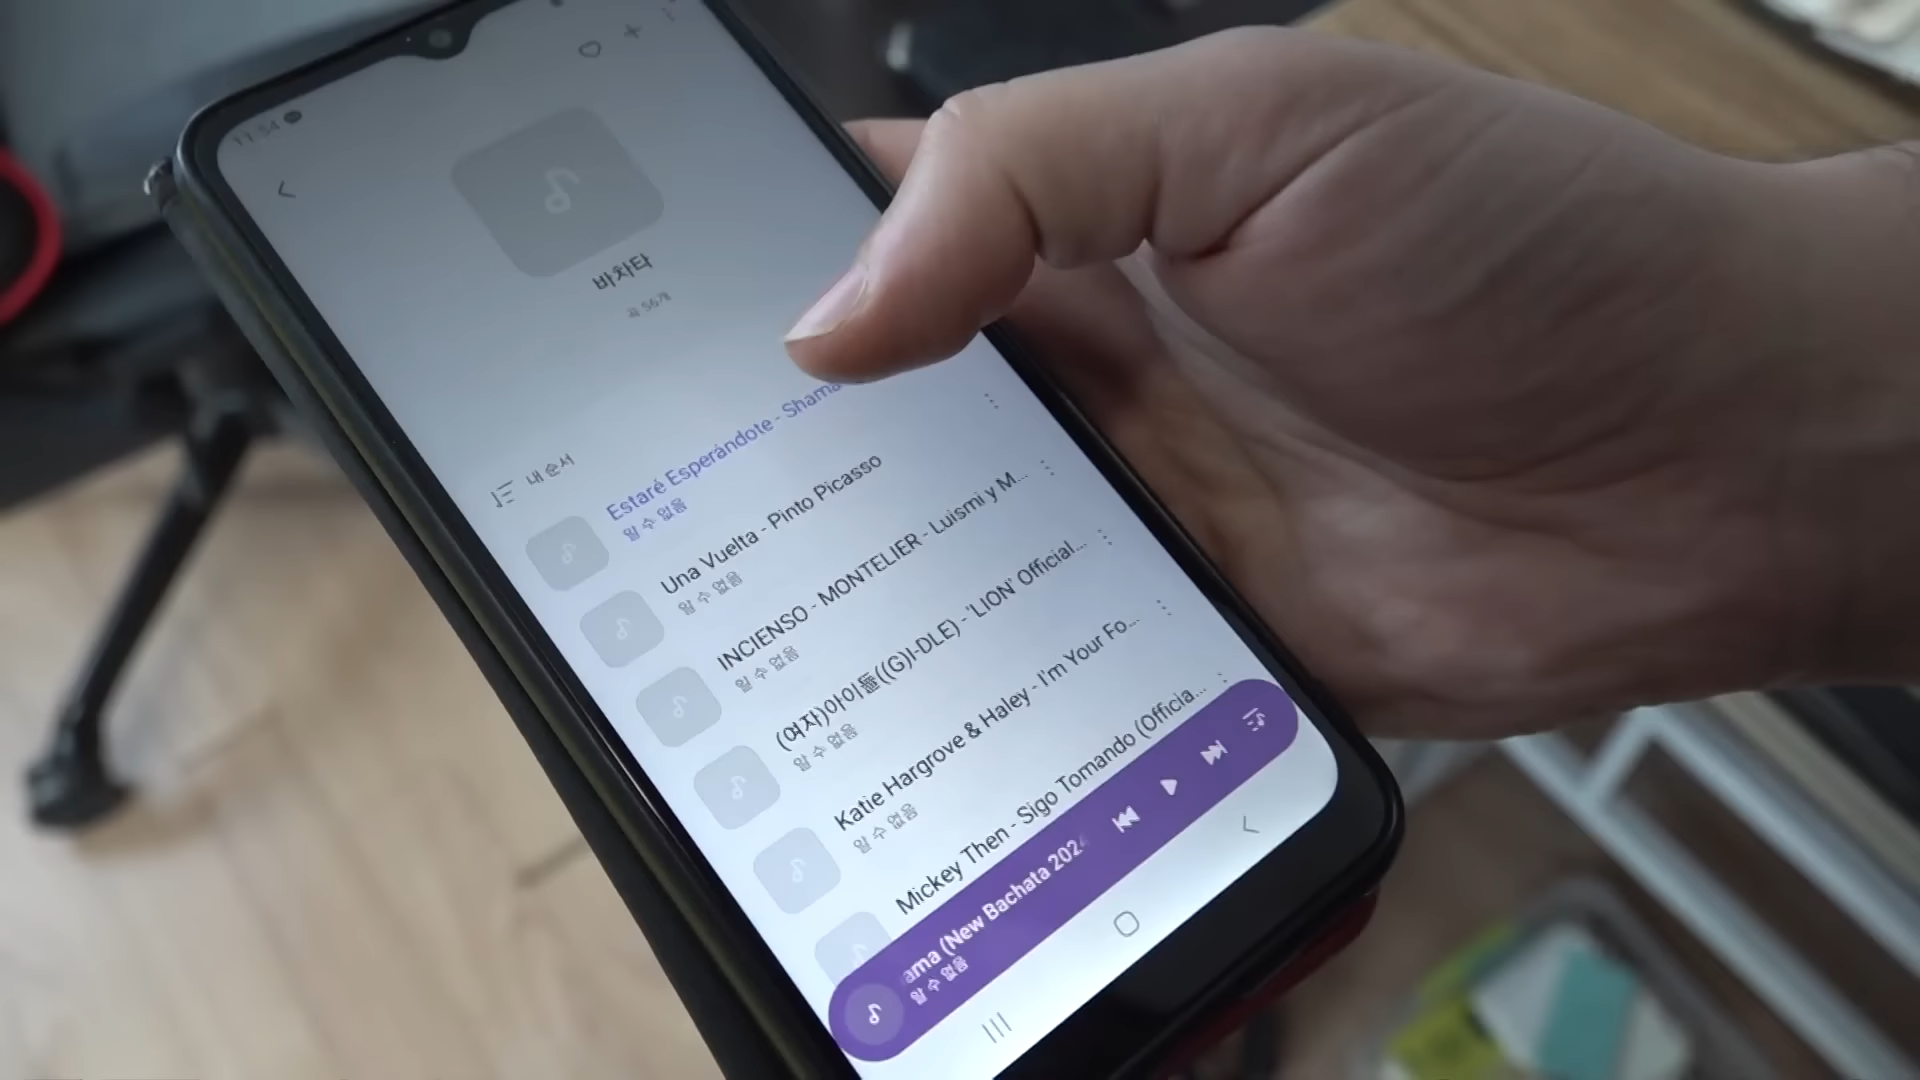 11:54
바차타
곡 56개
내 순서
Estaré Esperándote - Shama
알 수 없음
Una Vuelta - Pinto Picasso
알 수 없음
INCIENSO - MONTELIER - Luismi y M...
알 수 없음
(여자)아이들((G)I-DLE) - 'LION' Official...
알 수 없음
Katie Hargrove & Haley - I'm Your Fo...
알 수 없음
Mickey Then - Sigo Tomando (Officia...
ama (New Bachata 2024
알 수 없음